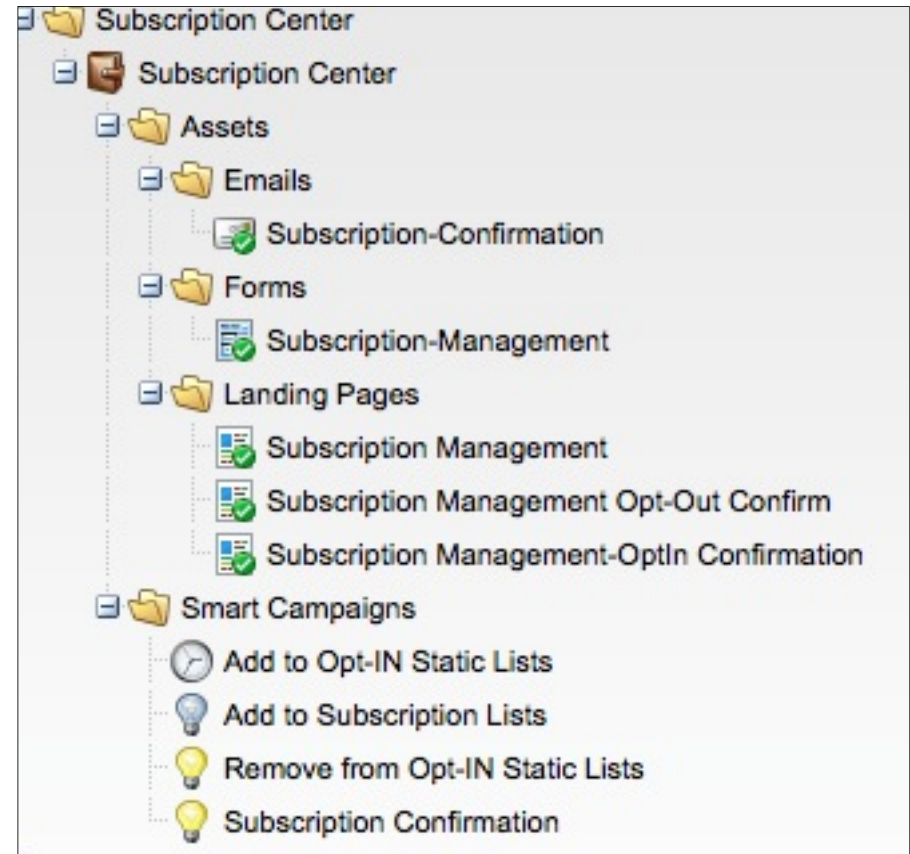 Subscription Center
Subscription Center
Assets
Emails
Subscription-Confirmation
Forms
Subscription-Management
Landing Pages
Subscription Management
Subscription Management Opt-Out Confirm
Subscription Management-OptIn Confirmation
Smart Campaigns
Add to Opt-IN Static Lists
Add to Subscription Lists
Remove from Opt-IN Static Lists
Subscription Confirmation